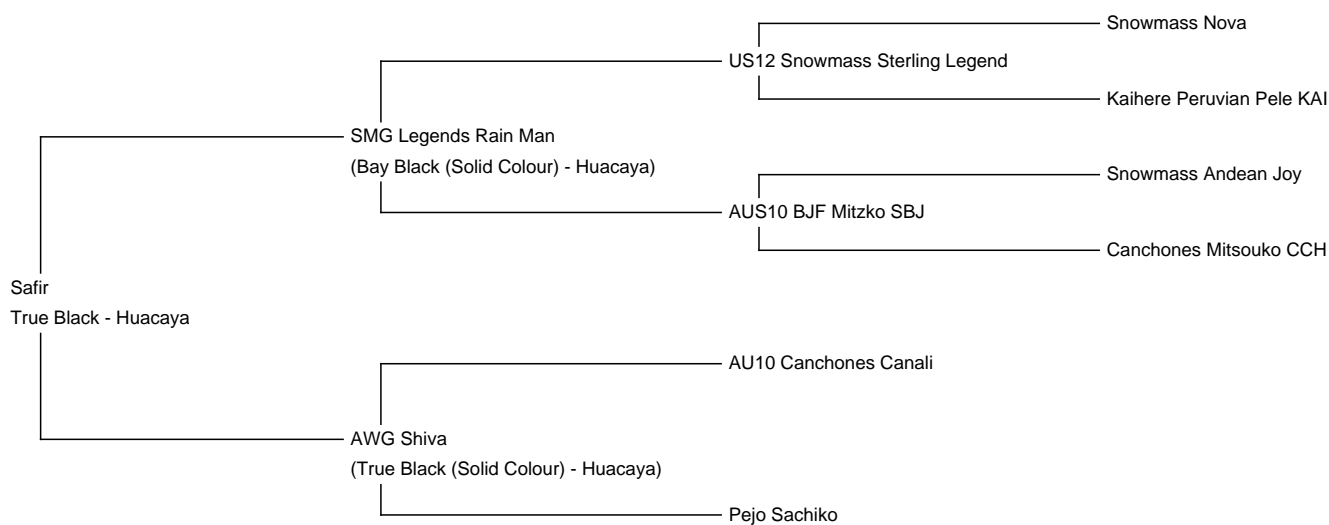 Snowmass Nova
US12 Snowmass Sterling Legend
Kaihere Peruvian Pele KAI
SMG Legends Rain Man
(Bay Black (Solid Colour) - Huacaya)
Snowmass Andean Joy
AUS10 BJF Mitzko SBJ
Canchones Mitsouko CCH
Safir
True Black - Huacaya
AU10 Canchones Canali
AWG Shiva
(True Black (Solid Colour) - Huacaya)
Pejo Sachiko